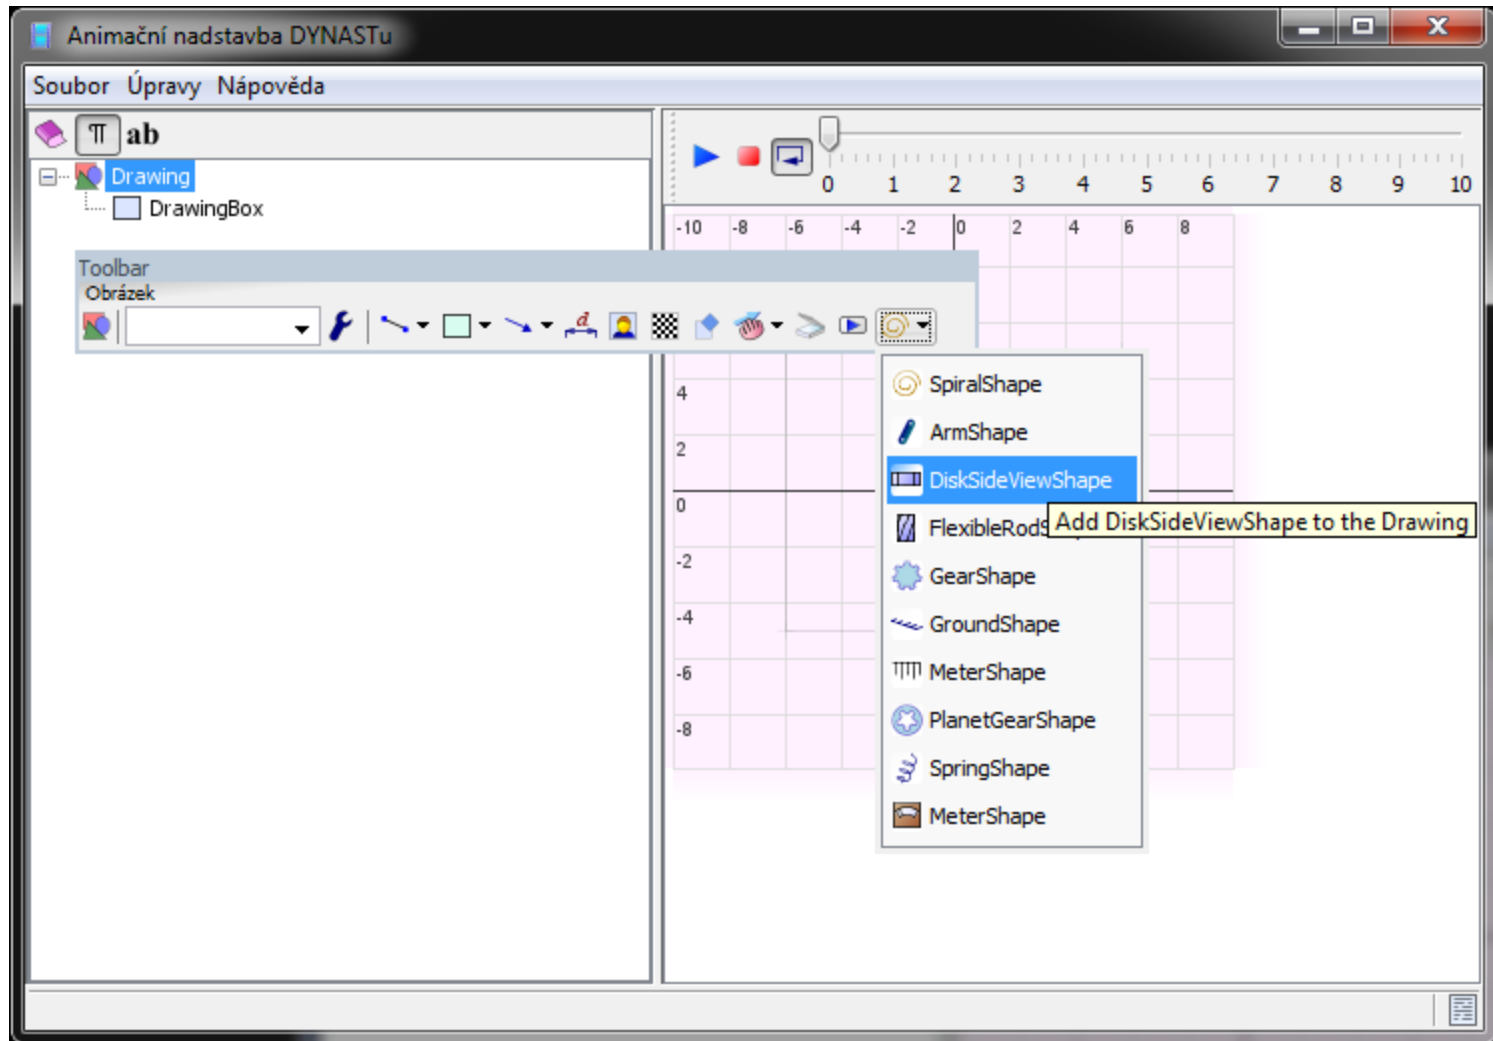 Animační nadstavba DYNASTu
Soubor Úpravy Nápověda
ab
Drawing
DrawingBox
0 1 2 3 4 5 6 7 8 9 10
-10 -8 -6 -4 -2 0 2 4 6 8
Toolbar
Obrázek
d
4
2
0
-2
-4
-6
-8
SpiralShape
ArmShape
DiskSideViewShape
Add DiskSideViewShape to the Drawing
GearShape
GroundShape
MeterShape
PlanetGearShape
SpringShape
MeterShape